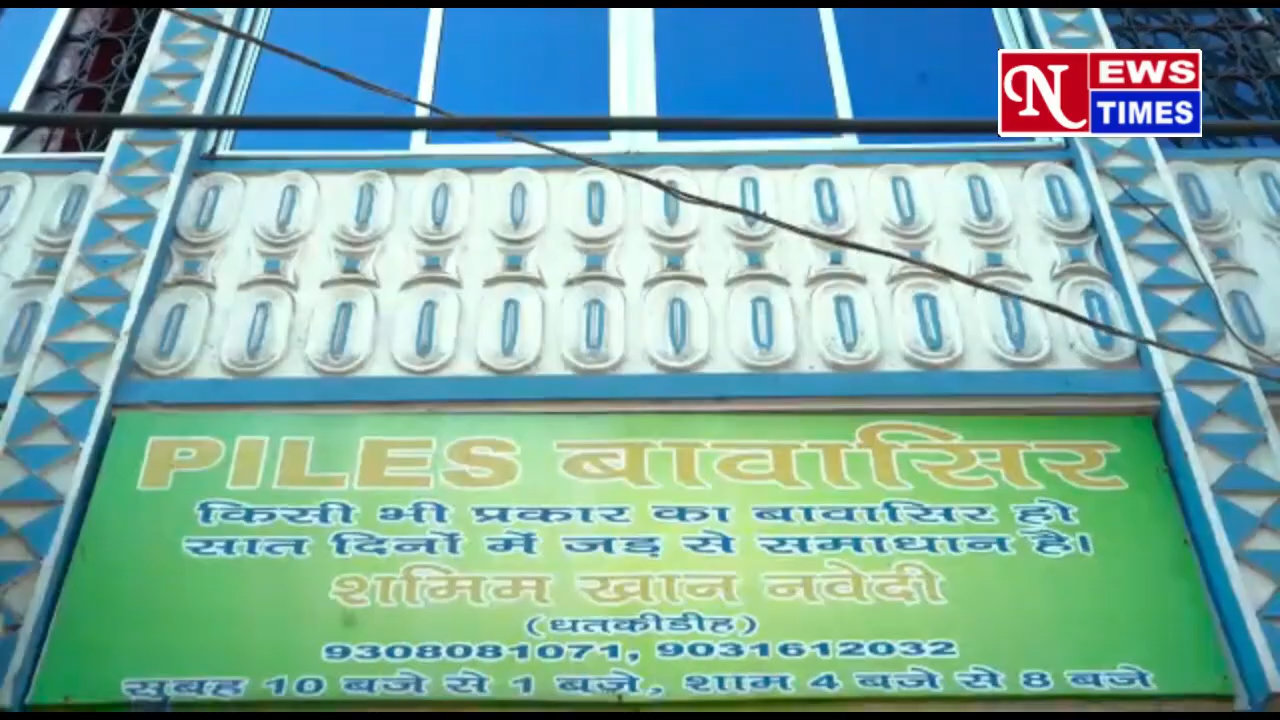 NEWS
TIMES
PILES बावासिर
किसी भी प्रकार का बावासिर हो
सात दिनों में जड़ से समाधान है।
शमिम खान नवेदी
(धतकीडीह)
9308081071, 9031612032
सुबह 10 बजे से 1 बजे, शाम 4 बजे से 8 बजे